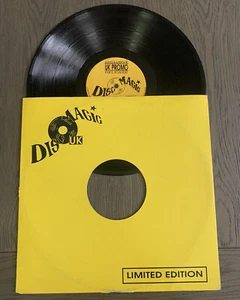 UK PROMO
DISCO MAGIC
DISCO MAGIC
UK
LIMITED EDITION